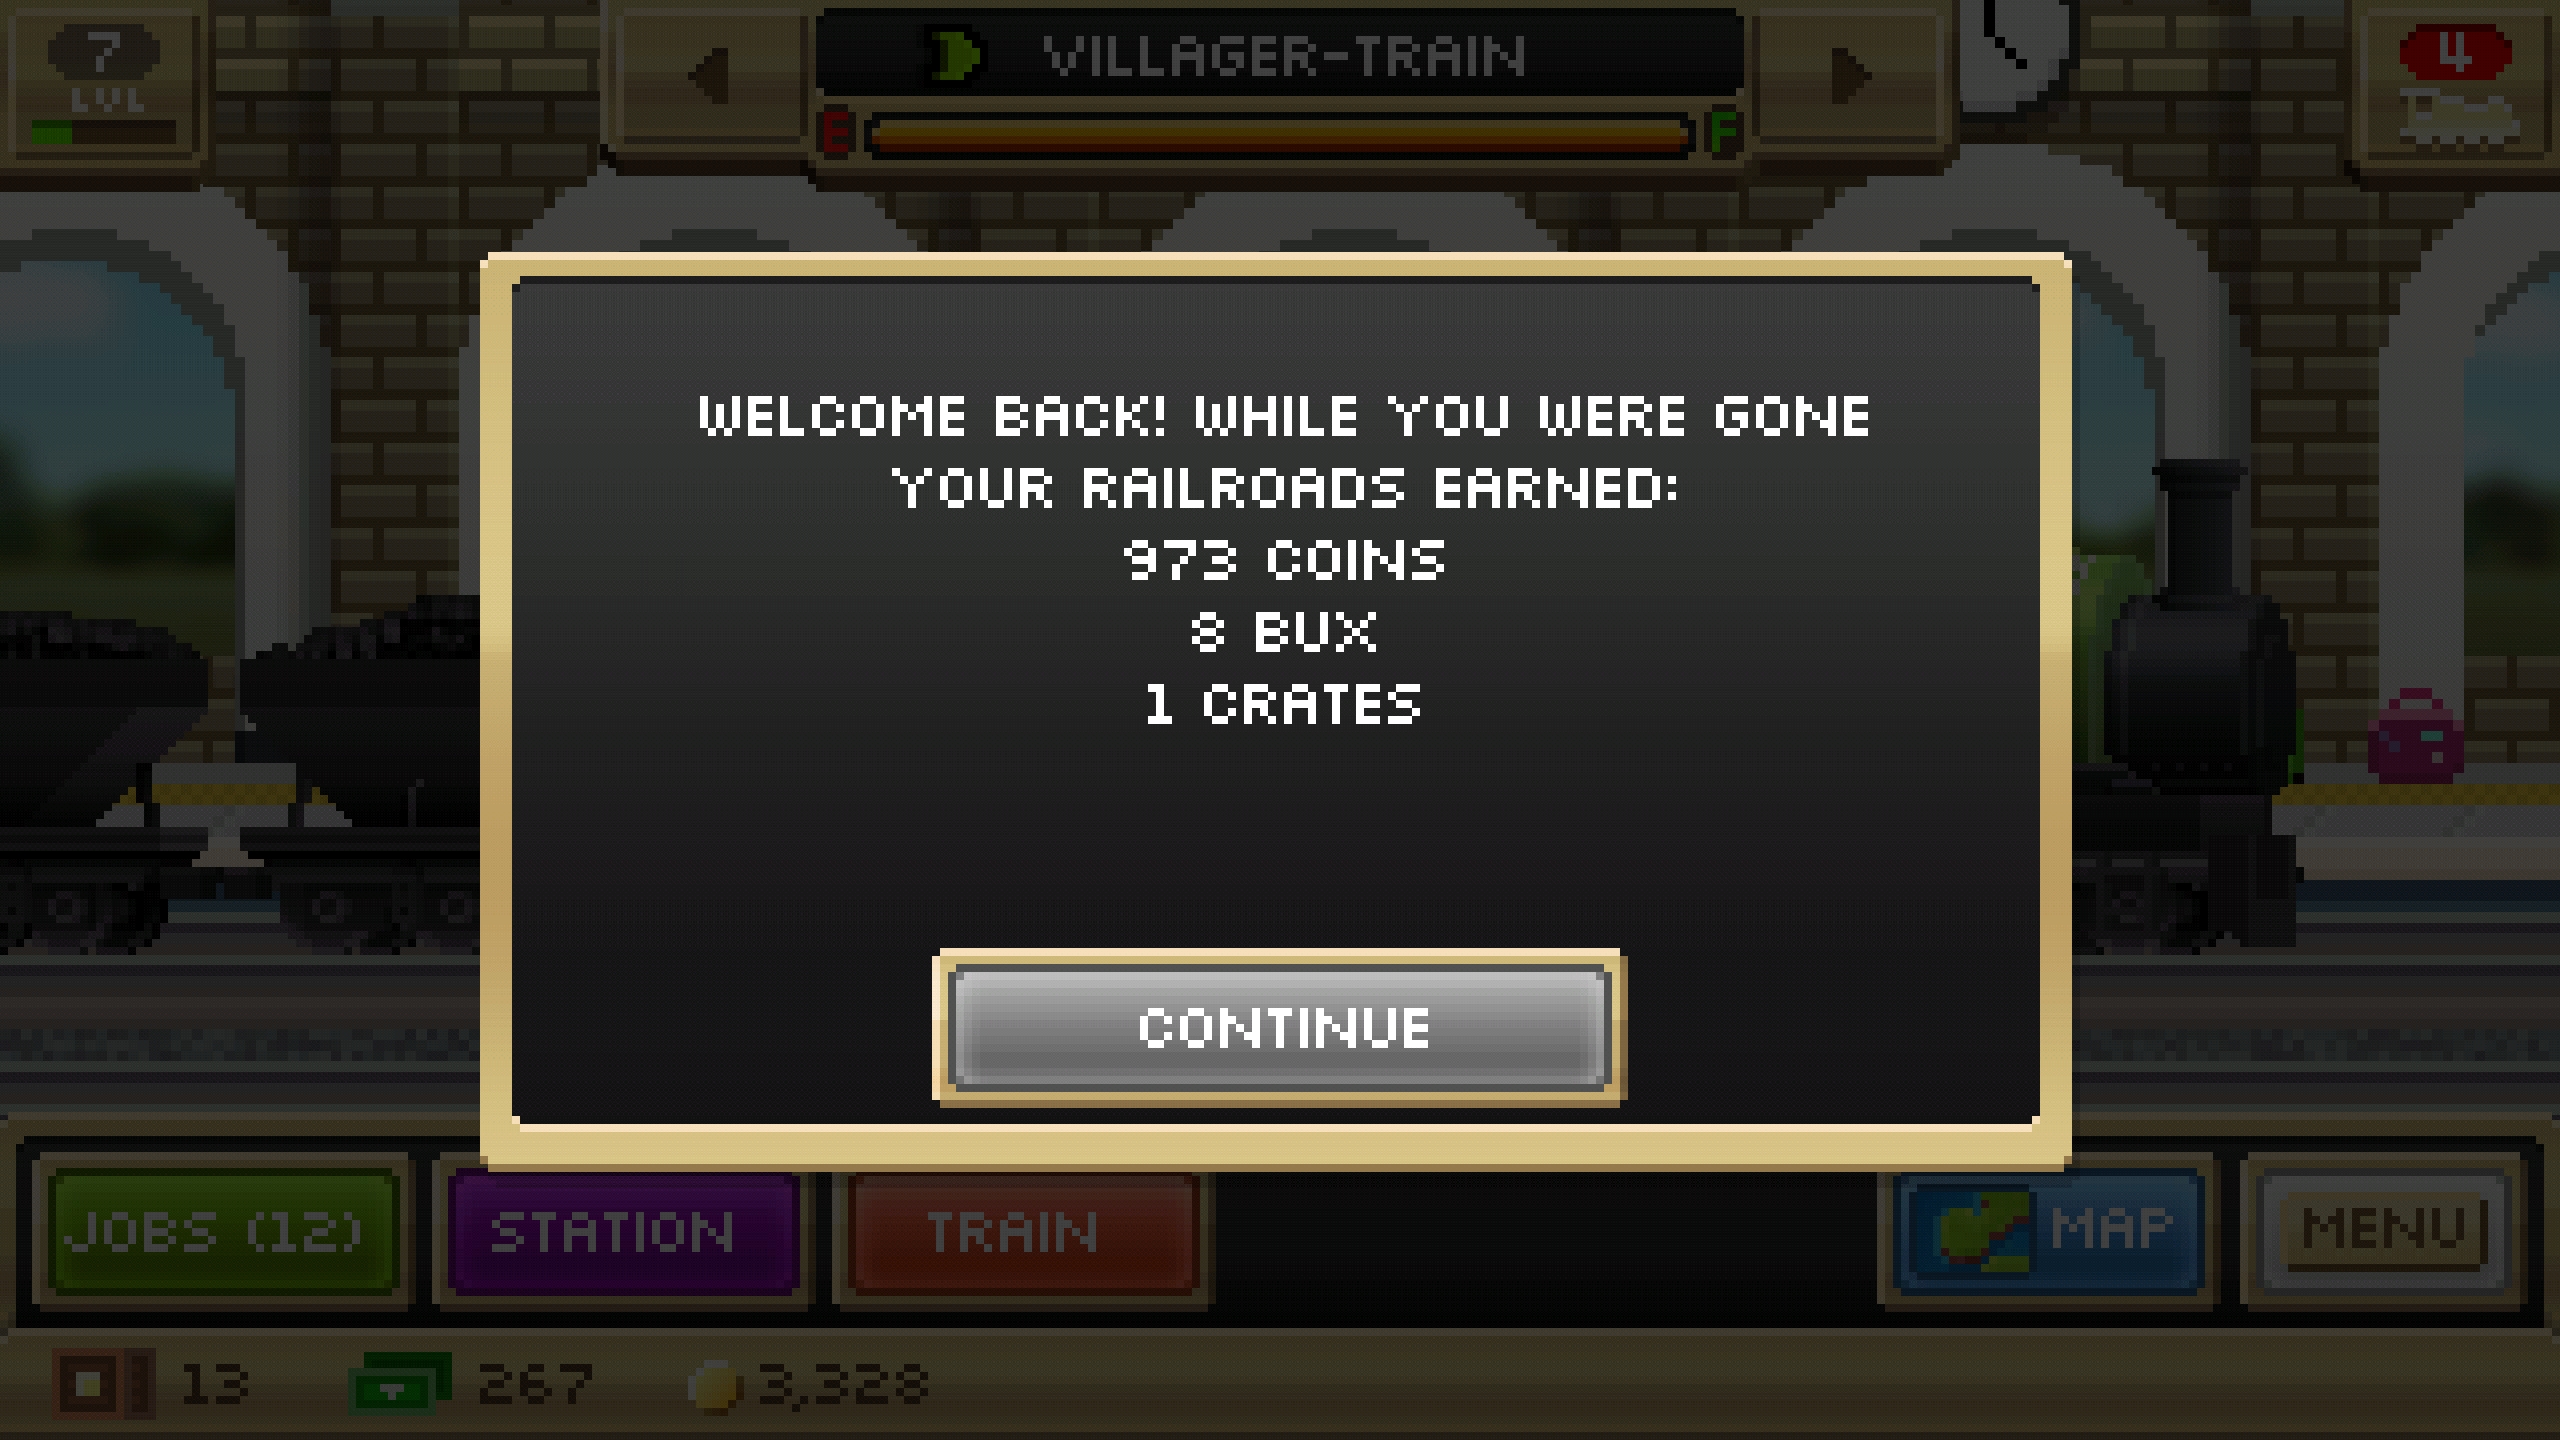 7
LVL
VILLAGER-TRAIN
E F
4
WELCOME BACK! WHILE YOU WERE GONE
YOUR RAILROADS EARNED:
973 COINS
8 BUX
1 CRATES
CONTINUE
JOBS (12) STATION TRAIN MAP MENU
13 267 3,328